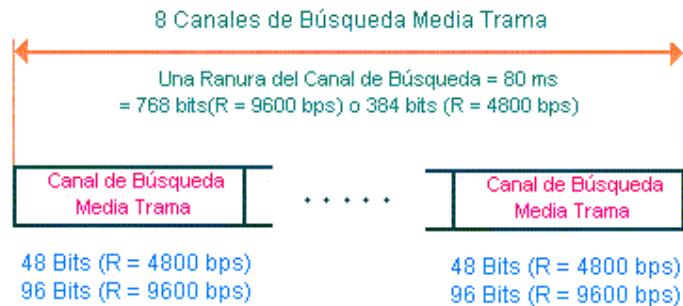 8 Canales de Búsqueda Media Trama
Una Ranura del Canal de Búsqueda = 80 ms
= 768 bits(R = 9600 bps) o 384 bits (R = 4800 bps)
Canal de Búsqueda
Media Trama
. . . . .
Canal de Búsqueda
Media Trama
48 Bits (R = 4800 bps)
96 Bits (R = 9600 bps)
48 Bits (R = 4800 bps)
96 Bits (R = 9600 bps)